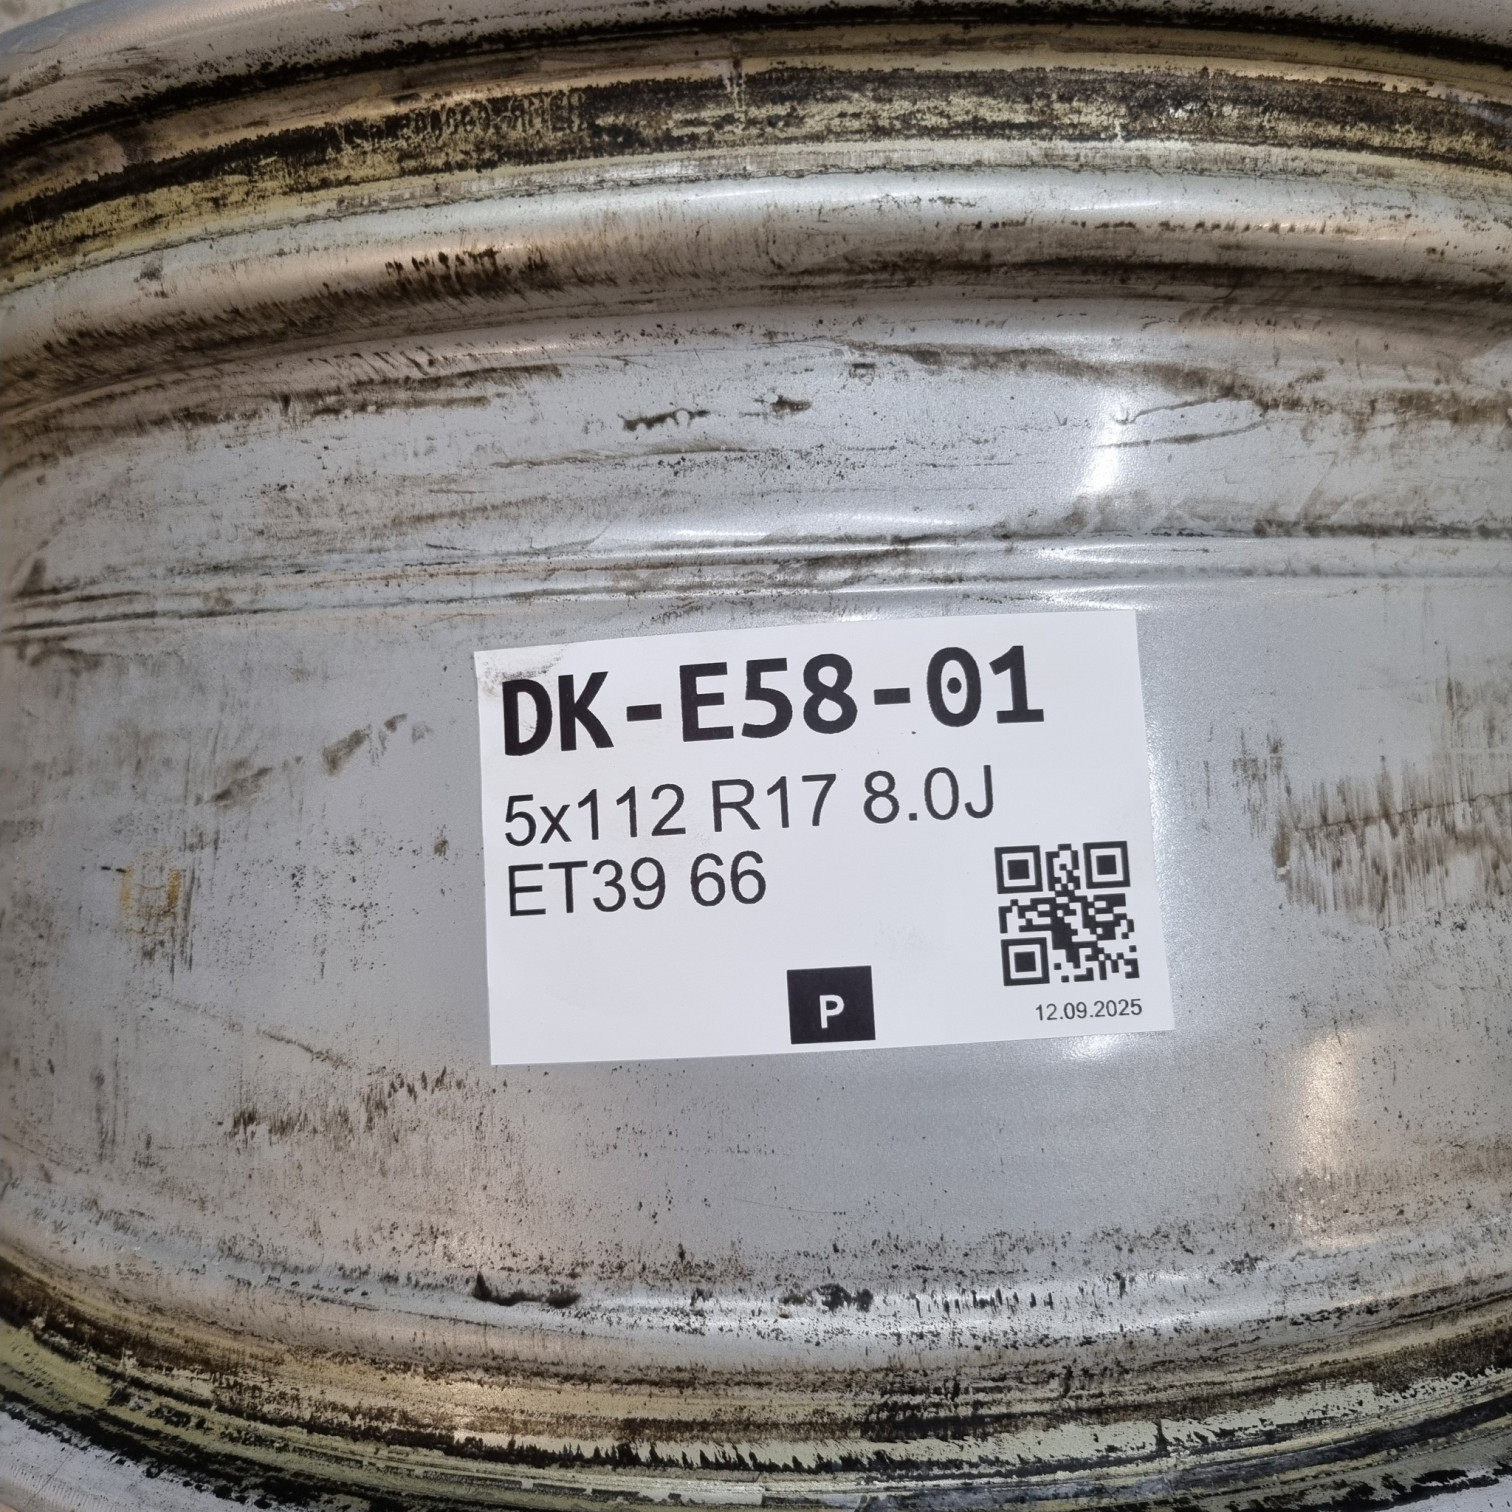 DK-E58-01
5x112 R17 8.0J
ET39 66
P
12.09.2025